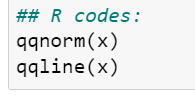 ## R codes:
qqnorm(x)
qqline(x)